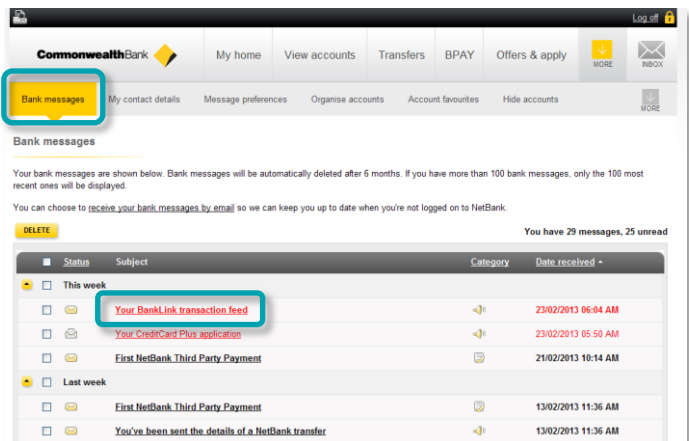 Log off
CommonwealthBank My home View accounts Transfers BPAY Offers & apply MORE INBOX
Bank messages My contact details Message preferences Organise accounts Account favourites Hide accounts MORE
Bank messages
Your bank messages are shown below. Bank messages will be automatically deleted after 6 months. If you have more than 100 bank messages, only the 100 most
recent ones will be displayed.
You can choose to receive your bank messages by email so we can keep you up to date when you're not logged on to NetBank.
DELETE You have 29 messages, 25 unread
Status Subject Category Date received
This week
Your BankLink transaction feed 23/02/2013 06:04 AM
Your CreditCard Plus application 23/02/2013 05:50 AM
First NetBank Third Party Payment 21/02/2013 10:14 AM
Last week
First NetBank Third Party Payment 13/02/2013 11:36 AM
You've been sent the details of a NetBank transfer 13/02/2013 11:36 AM